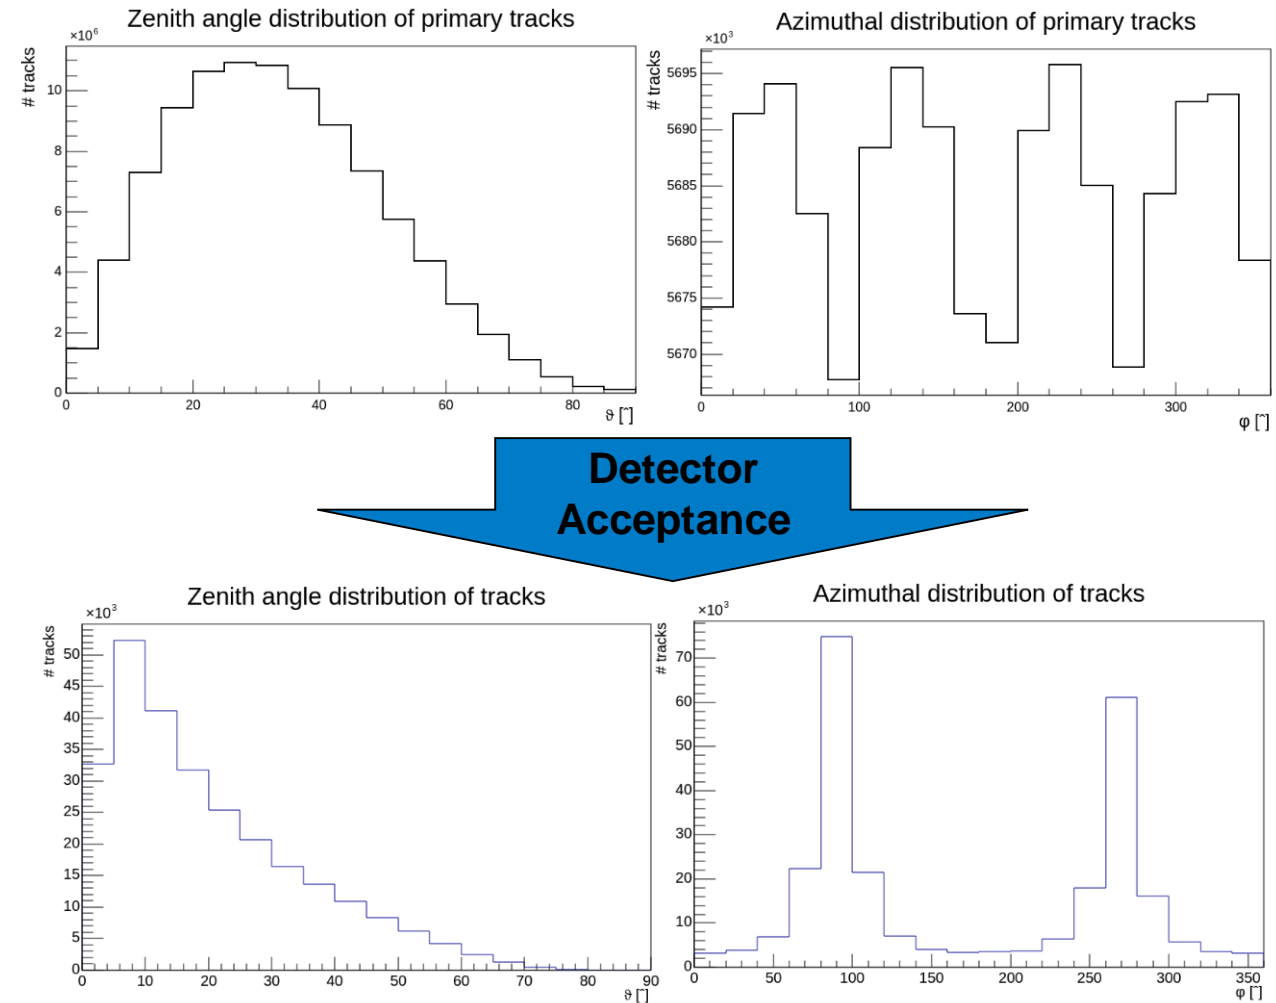 Zenith angle distribution of primary tracks
×10⁶
# tracks
10
8
6
4
2
0
0 20 40 60 80
ϑ [˚]
Azimuthal distribution of primary tracks
×10³
# tracks
5695
5690
5685
5680
5675
5670
0 100 200 300
φ [˚]
Detector
Acceptance
Zenith angle distribution of tracks
×10³
# tracks
50
45
40
35
30
25
20
15
10
5
0
0 10 20 30 40 50 60 70 80 90
ϑ [˚]
Azimuthal distribution of tracks
×10³
# tracks
70
60
50
40
30
20
10
0
0 50 100 150 200 250 300 350
φ [˚]